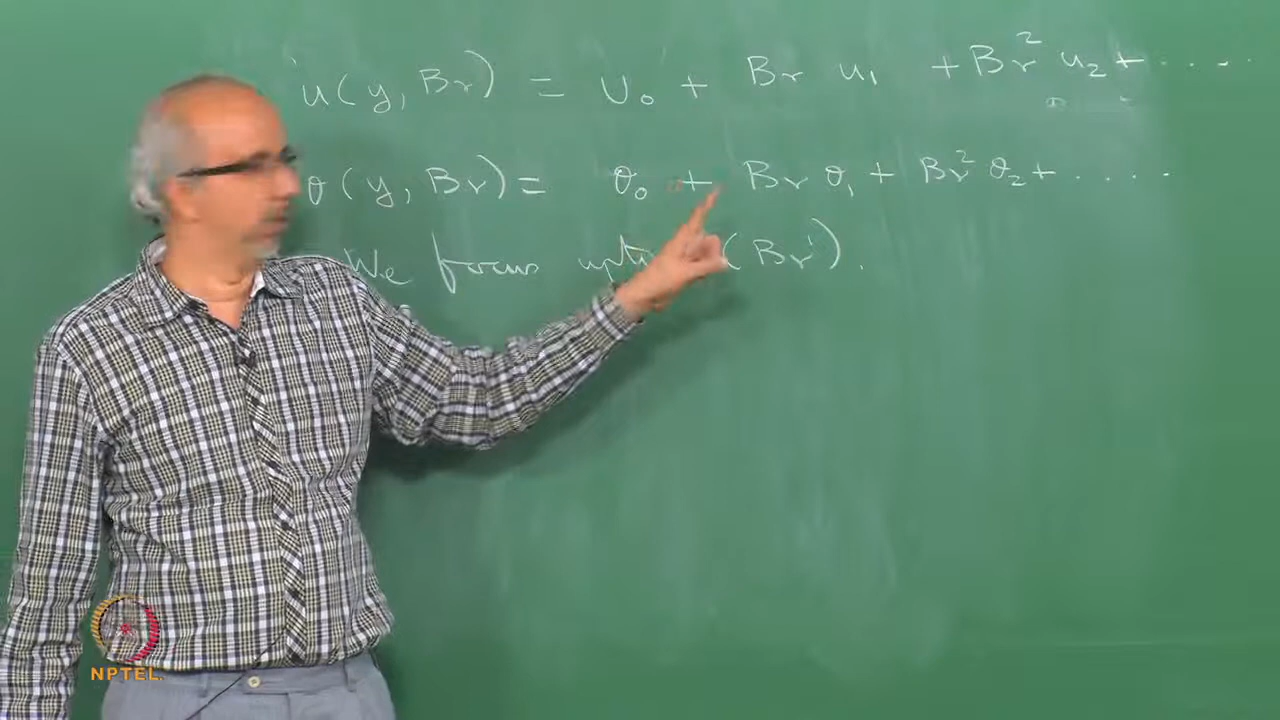 u(y, Br) = U₀ + Br u₁ + Br² u₂ + .....
θ(y, Br) = θ₀ + Br θ₁ + Br² θ₂ + ....
We focus upto (Br¹).
NPTEL